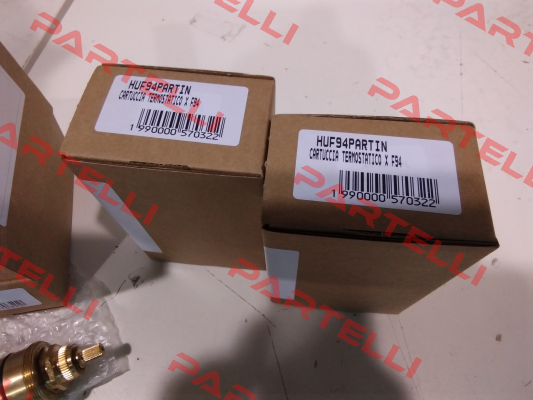 HUF94PARTIN
CARTUCCIA TERMOSTATICO X F94
1 990000 570322
HUF94PARTIN
CARTUCCIA TERMOSTATICO X F94
1 990000 570322
PARTELLI
PARTELLI
PARTELLI
PARTELLI
PARTELLI
PARTELLI